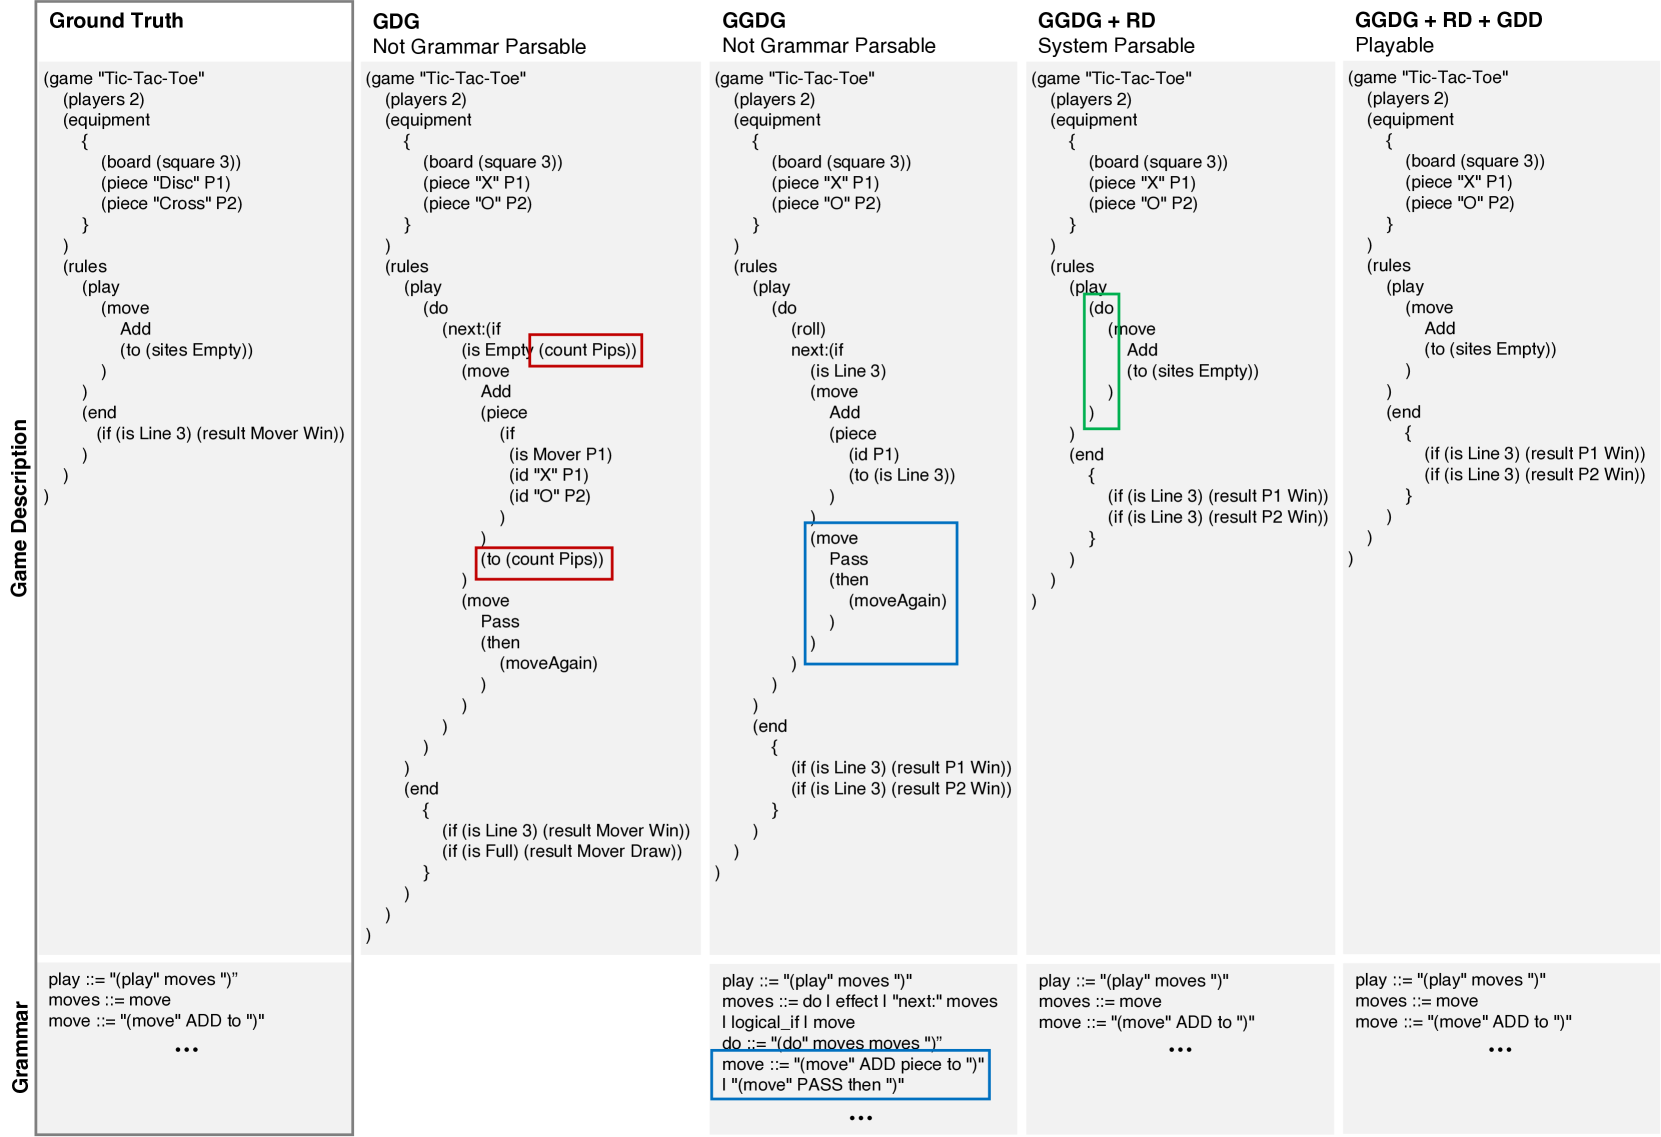 Ground Truth
(game "Tic-Tac-Toe"
(players 2)
(equipment
{
(board (square 3))
(piece "Disc" P1)
(piece "Cross" P2)
}
)
(rules
(play
(move
Add
(to (sites Empty))
)
)
(end
(if (is Line 3) (result Mover Win))
)
)
)
GDG
Not Grammar Parsable
(game "Tic-Tac-Toe"
(players 2)
(equipment
{
(board (square 3))
(piece "X" P1)
(piece "O" P2)
}
)
(rules
(play
(do
(next:(if
(is Empty (count Pips))
(move
Add
(piece
(if
(is Mover P1)
(id "X" P1)
(id "O" P2)
)
)
(to (count Pips))
)
(move
Pass
(then
(moveAgain)
)
)
)
)
)
(end
{
(if (is Line 3) (result Mover Win))
(if (is Full) (result Mover Draw))
}
)
)
)
GGDG
Not Grammar Parsable
(game "Tic-Tac-Toe"
(players 2)
(equipment
{
(board (square 3))
(piece "X" P1)
(piece "O" P2)
}
)
(rules
(play
(do
(roll)
next:(if
(is Line 3)
(move
Add
(piece
(id P1)
(to (is Line 3))
)
)
(move
Pass
(then
(moveAgain)
)
)
)
)
)
(end
{
(if (is Line 3) (result P1 Win))
(if (is Line 3) (result P2 Win))
}
)
)
)
GGDG + RD
System Parsable
(game "Tic-Tac-Toe"
(players 2)
(equipment
{
(board (square 3))
(piece "X" P1)
(piece "O" P2)
}
)
(rules
(play
(do
(move
Add
(to (sites Empty))
)
)
)
(end
{
(if (is Line 3) (result P1 Win))
(if (is Line 3) (result P2 Win))
}
)
)
)
GGDG + RD + GDD
Playable
(game "Tic-Tac-Toe"
(players 2)
(equipment
{
(board (square 3))
(piece "X" P1)
(piece "O" P2)
}
)
(rules
(play
(move
Add
(to (sites Empty))
)
)
(end
{
(if (is Line 3) (result P1 Win))
(if (is Line 3) (result P2 Win))
}
)
)
)
Game Description
Grammar
play ::= "(play" moves ")”
moves ::= move
move ::= "(move" ADD to ")"
...
play ::= "(play" moves ")"
moves ::= do | effect | "next:" moves
| logical_if | move
do ::= "(do" moves moves ")”
move ::= "(move" ADD piece to ")"
| "(move" PASS then ")"
...
play ::= "(play" moves ")"
moves ::= move
move ::= "(move" ADD to ")"
...
play ::= "(play" moves ")"
moves ::= move
move ::= "(move" ADD to ")"
...